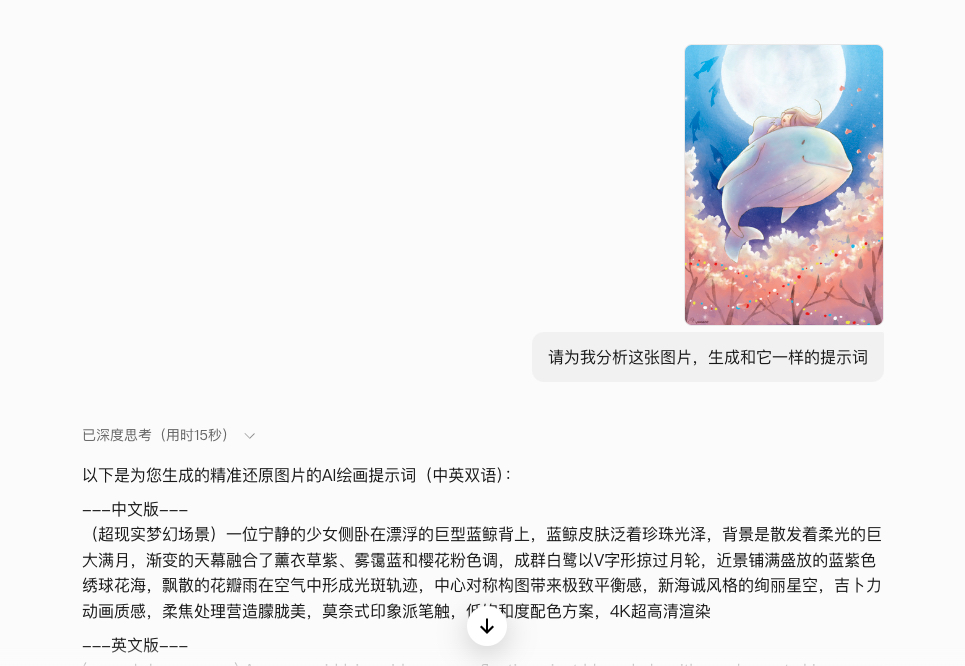 请为我分析这张图片，生成和它一样的提示词
已深度思考（用时15秒）
以下是为您生成的精准还原图片的AI绘画提示词（中英双语）：
---中文版---
（超现实梦幻场景）一位宁静的少女侧卧在漂浮的巨型蓝鲸背上，蓝鲸皮肤泛着珍珠光泽，背景是散发着柔光的巨
大满月，渐变的天幕融合了薰衣草紫、雾霭蓝和樱花粉色调，成群白鹭以V字形掠过月轮，近景铺满盛放的蓝紫色
绣球花海，飘散的花瓣雨在空气中形成光斑轨迹，中心对称构图带来极致平衡感，新海诚风格的绚丽星空，吉卜力
动画质感，柔焦处理营造朦胧美，莫奈式印象派笔触，低和度配色方案，4K超高清渲染
---英文版---